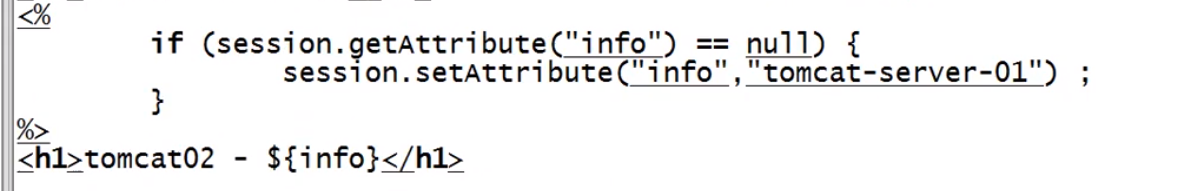 <%
if (session.getAttribute("info") == null) {
session.setAttribute("info","tomcat-server-01") ;
}
%>
<h1>tomcat02 - ${info}</h1>